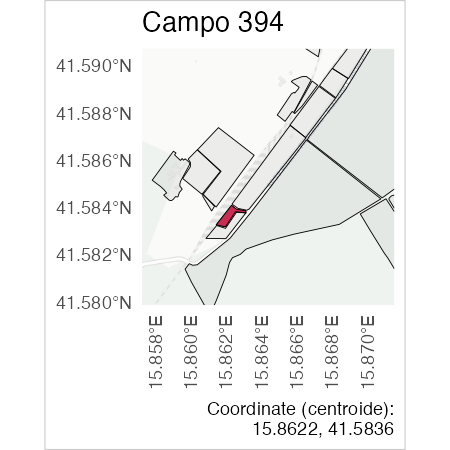 Campo 394
41.590°N
41.588°N
41.586°N
41.584°N
41.582°N
41.580°N
15.858°E
15.860°E
15.862°E
15.864°E
15.866°E
15.868°E
15.870°E
Coordinate (centroide):
15.8622, 41.5836